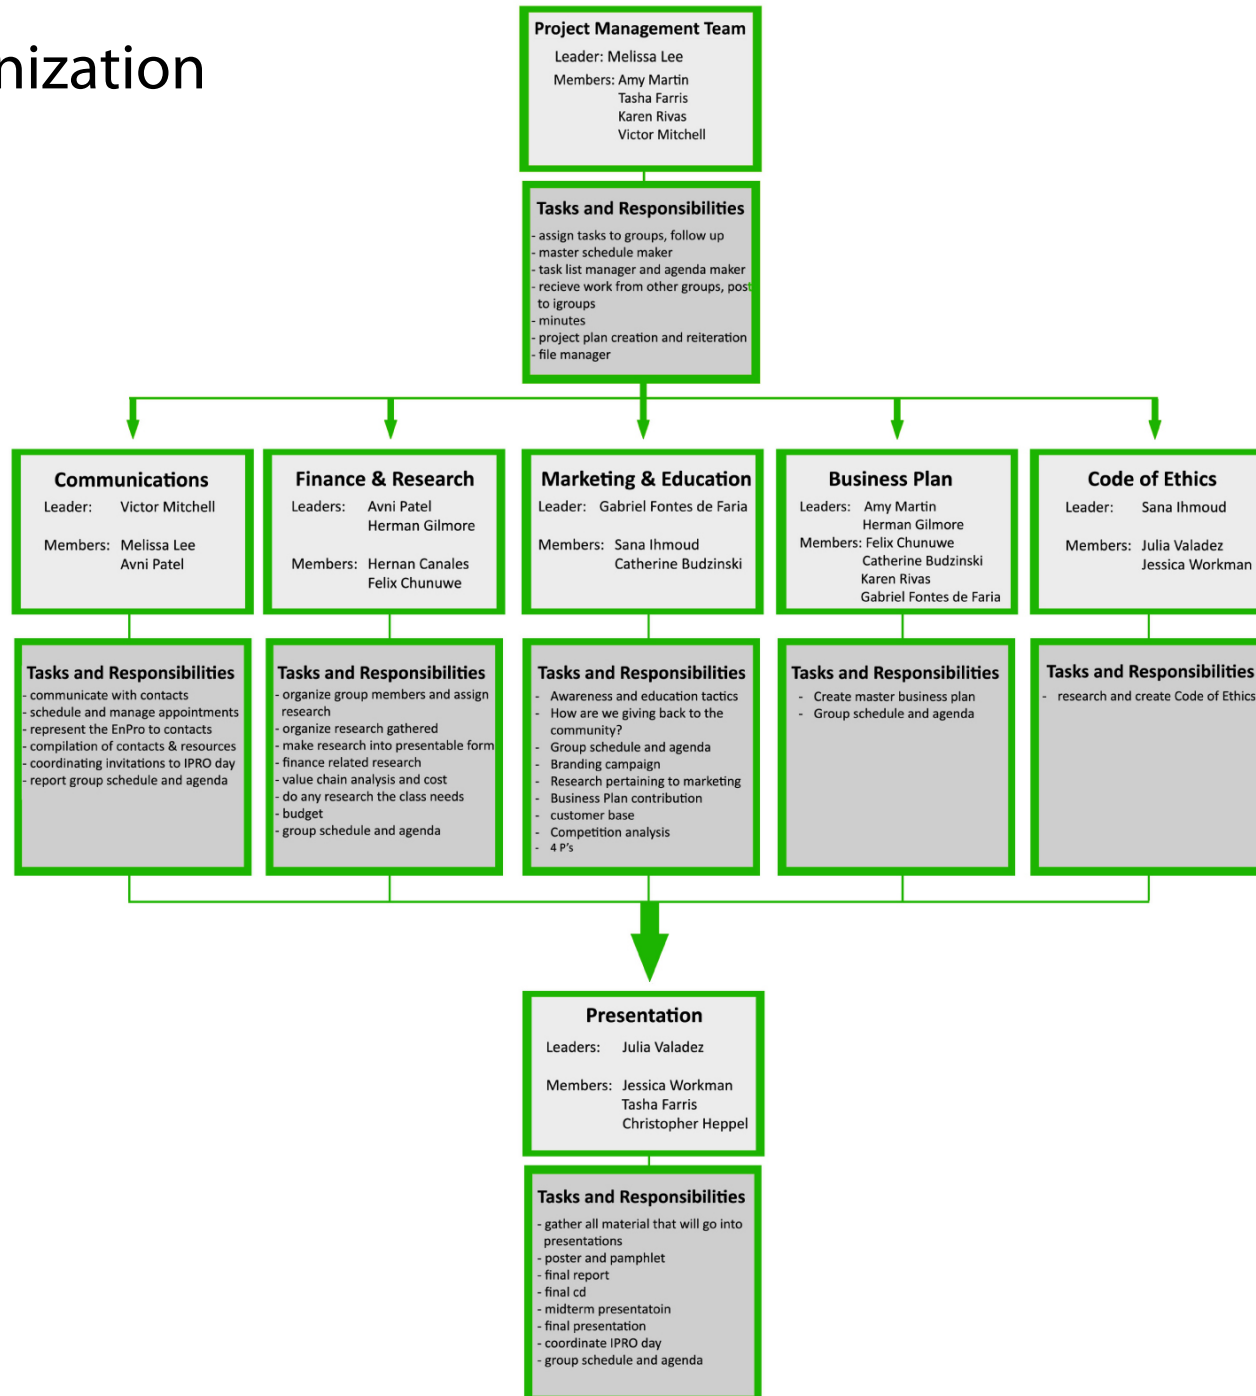 nization
Project Management Team
Leader: Melissa Lee
Members: Amy Martin
Tasha Farris
Karen Rivas
Victor Mitchell
Tasks and Responsibilities
- assign tasks to groups, follow up
- master schedule maker
- task list manager and agenda maker
- recieve work from other groups, post
to igroups
- minutes
- project plan creation and reiteration
- file manager
Communications
Leader: Victor Mitchell
Members: Melissa Lee
Avni Patel
Tasks and Responsibilities
- communicate with contacts
- schedule and manage appointments
- represent the EnPro to contacts
- compilation of contacts & resources
- coordinating invitations to IPRO day
- report group schedule and agenda
Finance & Research
Leaders: Avni Patel
Herman Gilmore
Members: Hernan Canales
Felix Chunuwe
Tasks and Responsibilities
- organize group members and assign
research
- organize research gathered
- make research into presentable form
- finance related research
- value chain analysis and cost
- do any research the class needs
- budget
- group schedule and agenda
Marketing & Education
Leader: Gabriel Fontes de Faria
Members: Sana Ihmoud
Catherine Budzinski
Tasks and Responsibilities
- Awareness and education tactics
- How are we giving back to the
community?
- Group schedule and agenda
- Branding campaign
- Research pertaining to marketing
- Business Plan contribution
- customer base
- Competition analysis
- 4 P's
Business Plan
Leaders: Amy Martin
Herman Gilmore
Members: Felix Chunuwe
Catherine Budzinski
Karen Rivas
Gabriel Fontes de Faria
Tasks and Responsibilities
- Create master business plan
- Group schedule and agenda
Code of Ethics
Leader: Sana Ihmoud
Members: Julia Valadez
Jessica Workman
Tasks and Responsibilities
- research and create Code of Ethics
Presentation
Leaders: Julia Valadez
Members: Jessica Workman
Tasha Farris
Christopher Heppel
Tasks and Responsibilities
- gather all material that will go into
presentations
- poster and pamphlet
- final report
- final cd
- midterm presentatoin
- final presentation
- coordinate IPRO day
- group schedule and agenda